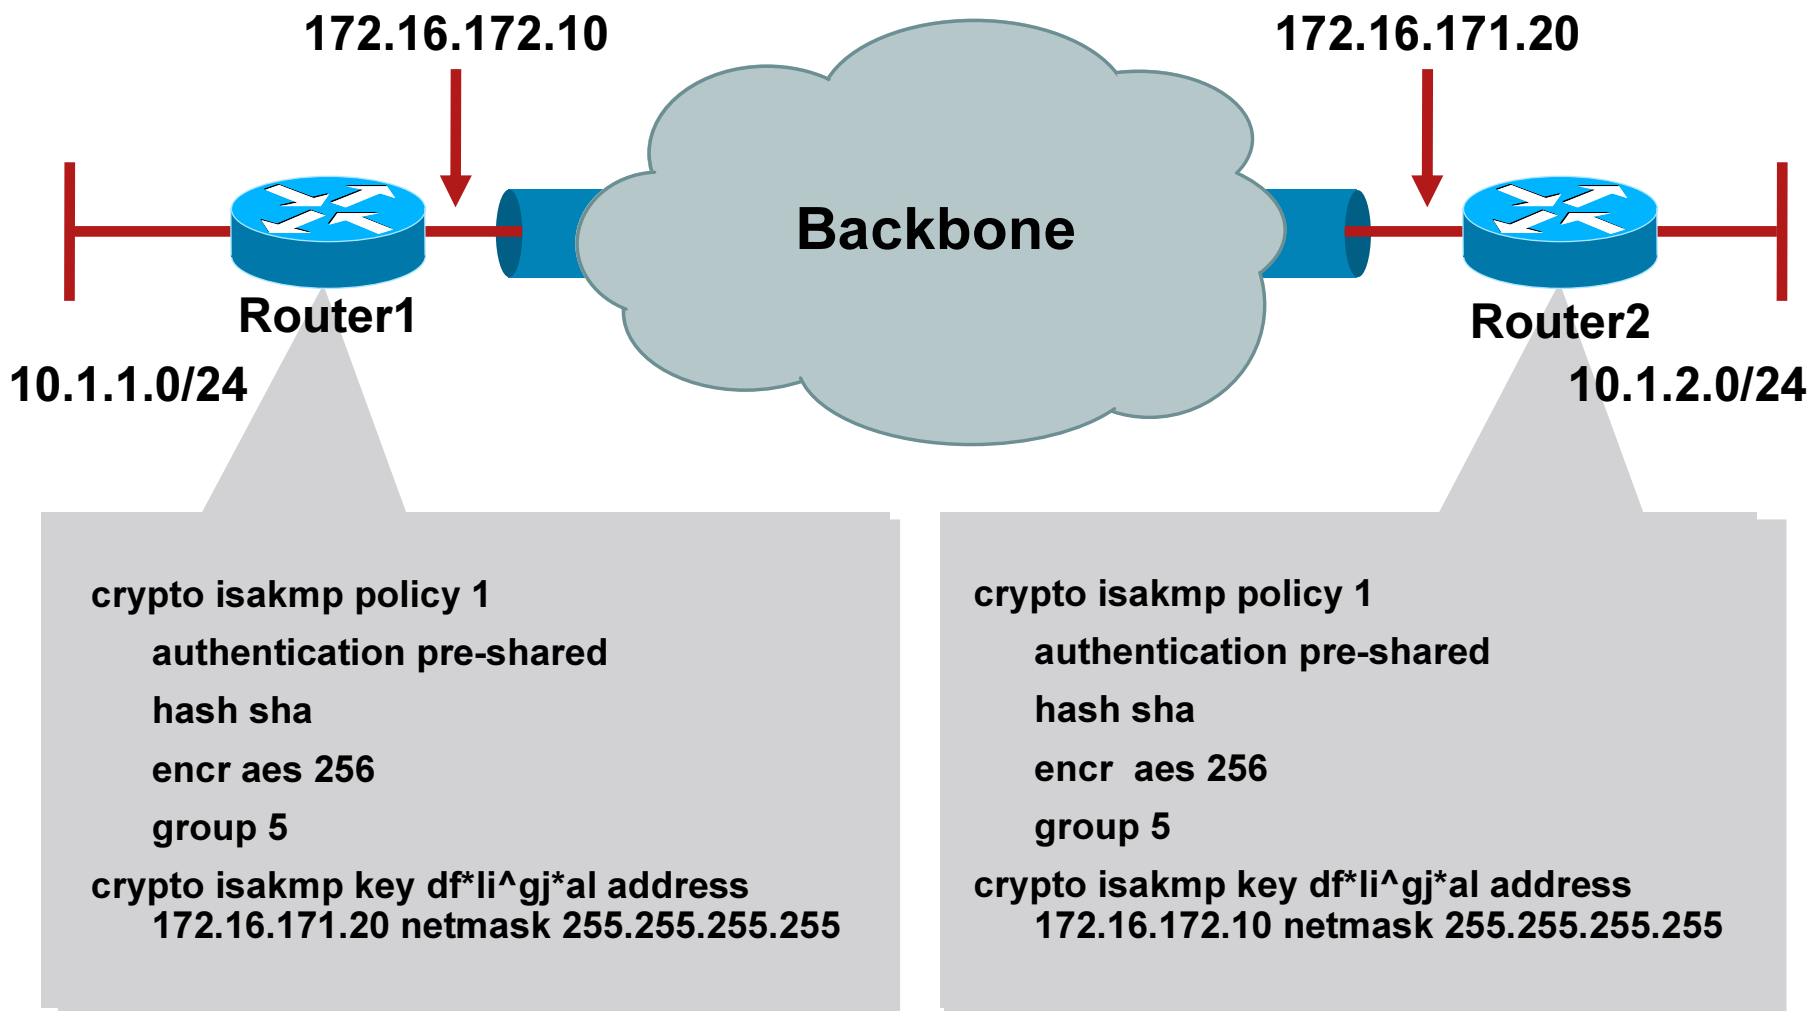 172.16.172.10
172.16.171.20
Backbone
Router1
Router2
10.1.1.0/24
10.1.2.0/24
crypto isakmp policy 1
authentication pre-shared
hash sha
encr aes 256
group 5
crypto isakmp key df*li^gj*al address
172.16.171.20 netmask 255.255.255.255
crypto isakmp policy 1
authentication pre-shared
hash sha
encr  aes 256
group 5
crypto isakmp key df*li^gj*al address
172.16.172.10 netmask 255.255.255.255